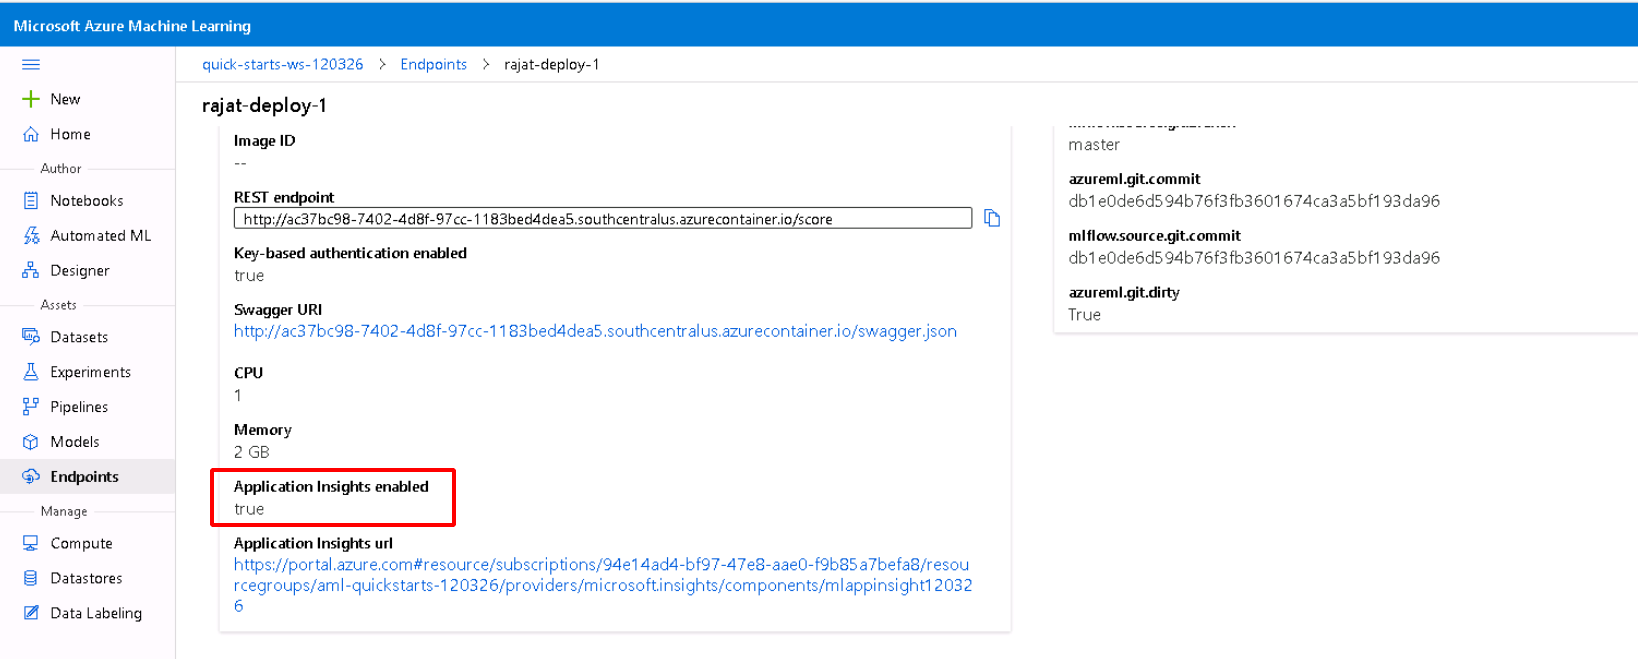 Microsoft Azure Machine Learning
quick-starts-ws-120326 > Endpoints > rajat-deploy-1
New
Home
Author
Notebooks
Automated ML
Designer
Assets
Datasets
Experiments
Pipelines
Models
Endpoints
Manage
Compute
Datastores
Data Labeling
rajat-deploy-1
Image ID
--
REST endpoint
http://ac37bc98-7402-4d8f-97cc-1183bed4dea5.southcentralus.azurecontainer.io/score
Key-based authentication enabled
true
Swagger URI
http://ac37bc98-7402-4d8f-97cc-1183bed4dea5.southcentralus.azurecontainer.io/swagger.json
CPU
1
Memory
2 GB
Application Insights enabled
true
Application Insights url
https://portal.azure.com#resource/subscriptions/94e14ad4-bf97-47e8-aae0-f9b85a7befa8/resou
rcegroups/aml-quickstarts-120326/providers/microsoft.insights/components/mlappinsight12032
6
master
azureml.git.commit
db1e0de6d594b76f3fb3601674ca3a5bf193da96
mlflow.source.git.commit
db1e0de6d594b76f3fb3601674ca3a5bf193da96
azureml.git.dirty
True